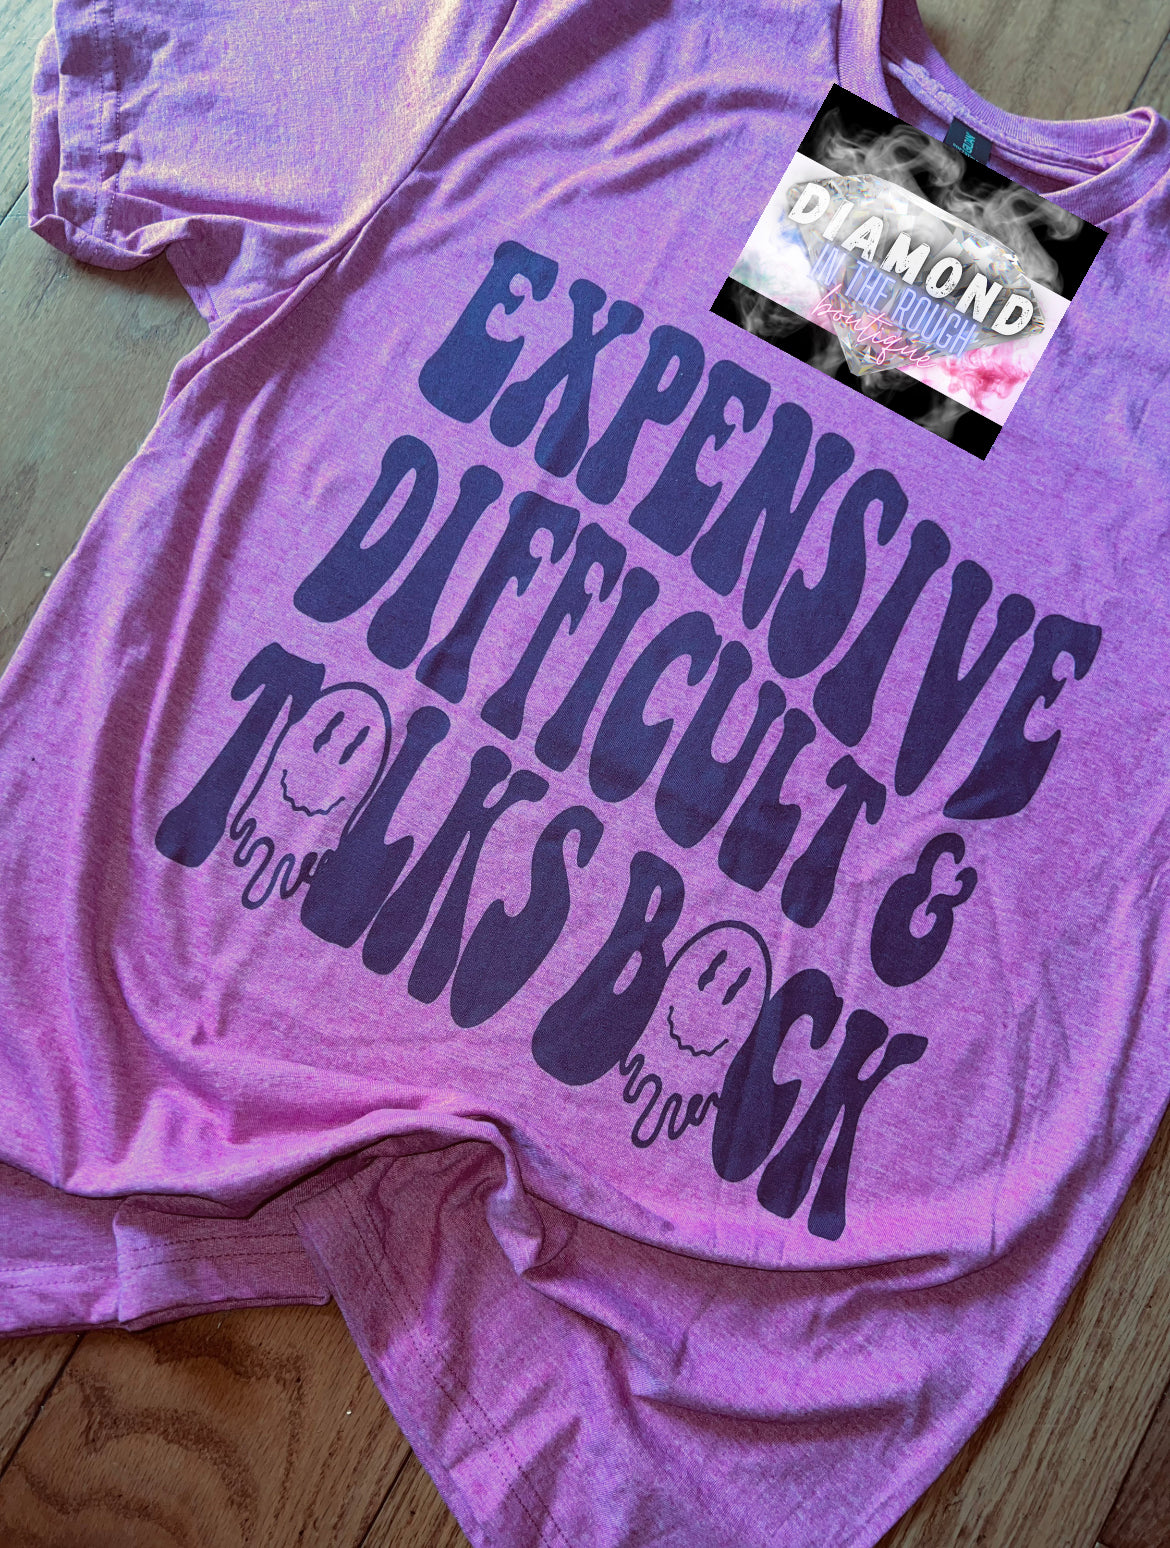 DIAMOND
IN THE ROUGH
boutique
EXPENSIVE
DIFFICULT &
TALKS BACK